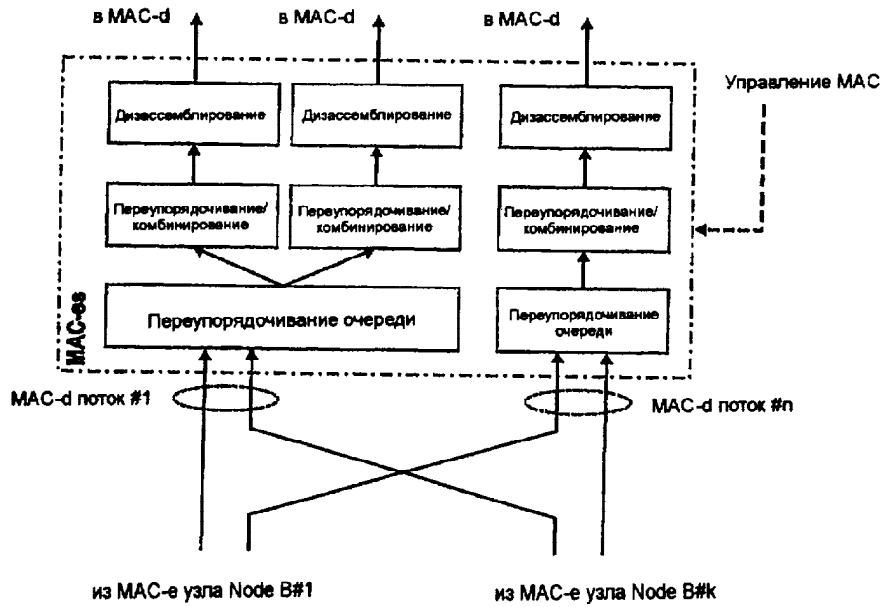 в MAC-d
в MAC-d
в MAC-d
Управление MAC
Дизассемблирование
Дизассемблирование
Дизассемблирование
Переупорядочивание/
комбинирование
Переупорядочивание/
комбинирование
Переупорядочивание/
комбинирование
Переупорядочивание очереди
Переупорядочивание
очереди
MAC-es
MAC-d поток #1
MAC-d поток #n
из MAC-e узла Node B#1
из MAC-e узла Node B#k